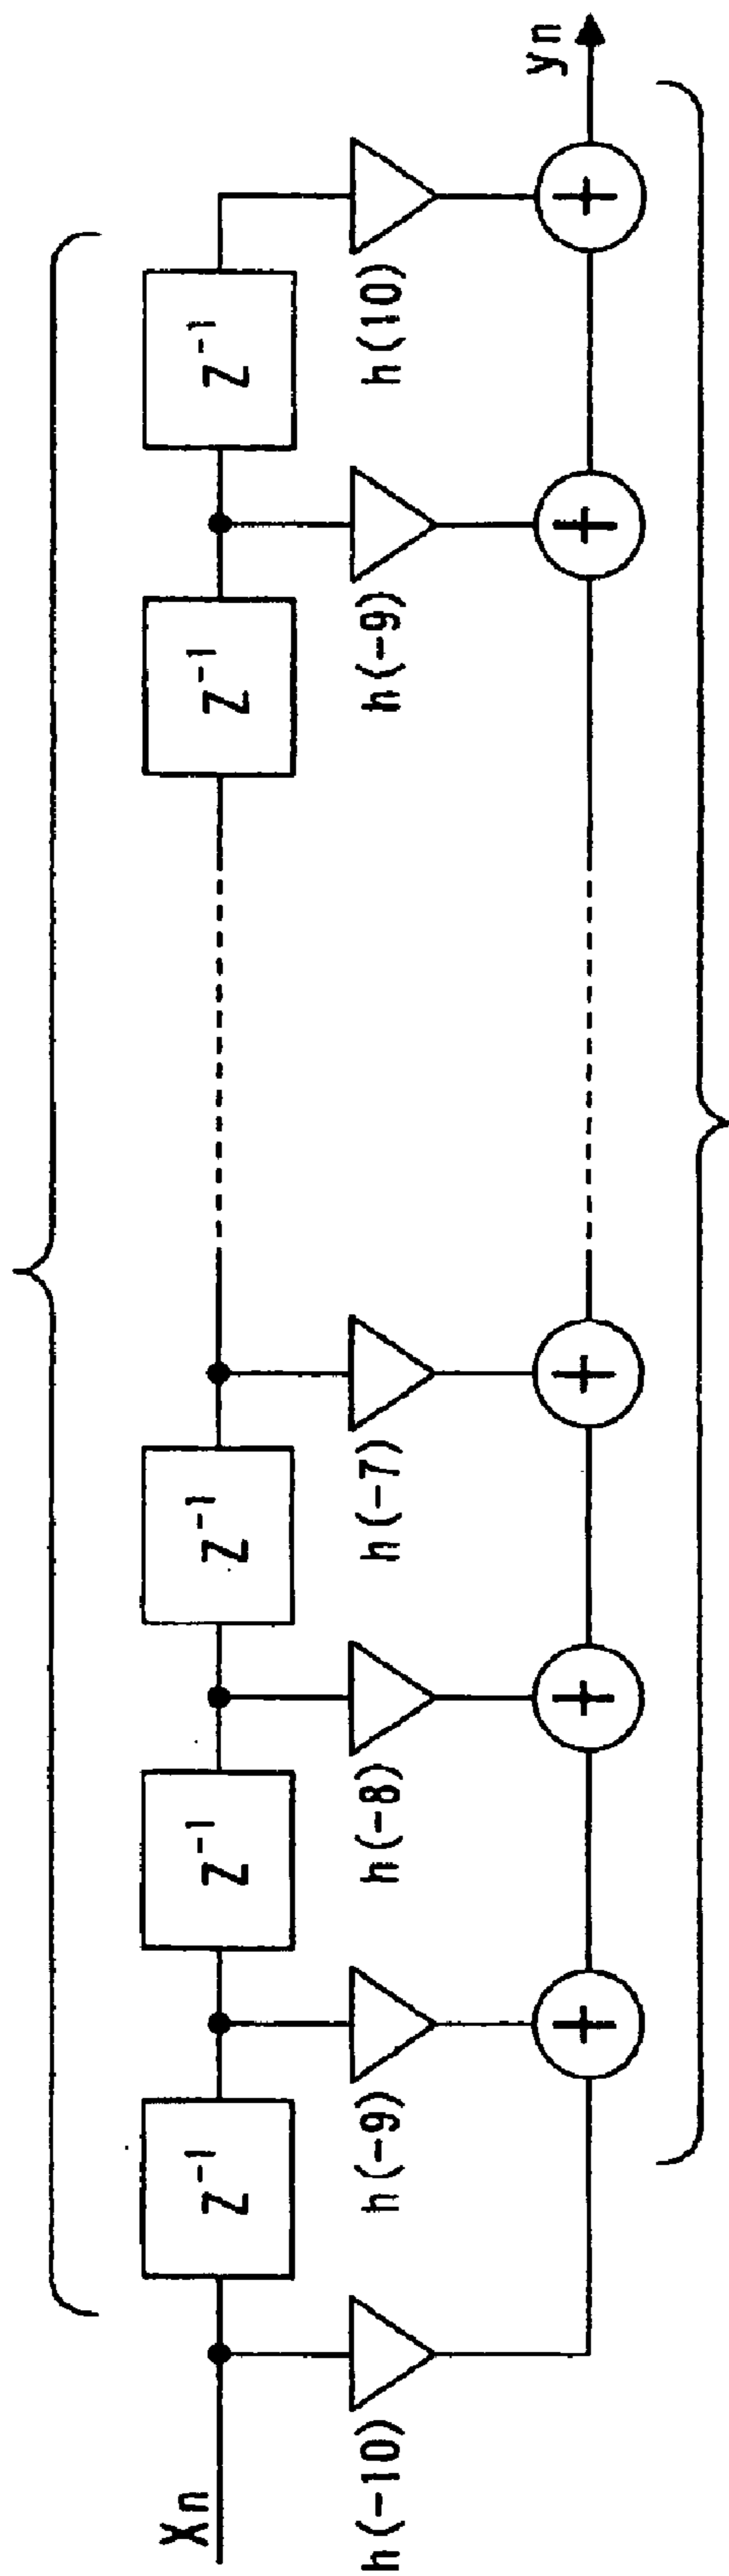 Xn
Z⁻¹
Z⁻¹
Z⁻¹
Z⁻¹
Z⁻¹
h(-10)
h(-9)
h(-8)
h(-7)
h(-9)
h(10)
+
+
+
+
+
yn